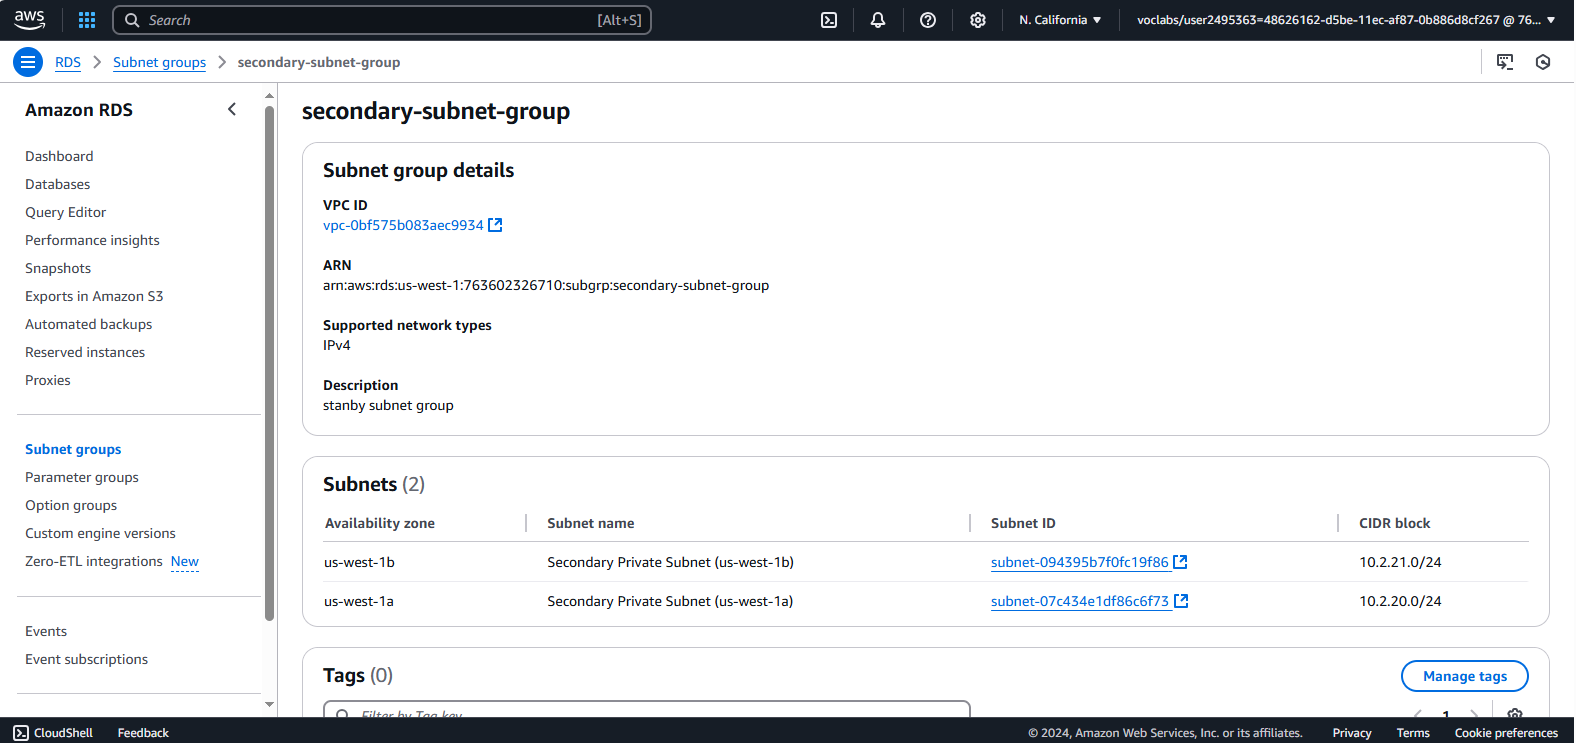 aws
Search [Alt+S]
N. California ▼
voclabs/user2495363=48626162-d5be-11ec-af87-0b886d8cf267 @ 76... ▼
RDS > Subnet groups > secondary-subnet-group
Amazon RDS
Dashboard
Databases
Query Editor
Performance insights
Snapshots
Exports in Amazon S3
Automated backups
Reserved instances
Proxies
Subnet groups
Parameter groups
Option groups
Custom engine versions
Zero-ETL integrations New
Events
Event subscriptions
secondary-subnet-group
Subnet group details
VPC ID
vpc-0bf575b083aec9934
ARN
arn:aws:rds:us-west-1:763602326710:subgrp:secondary-subnet-group
Supported network types
IPv4
Description
stanby subnet group
Subnets (2)
Availability zone Subnet name Subnet ID CIDR block
us-west-1b Secondary Private Subnet (us-west-1b) subnet-094395b7f0fc19f86 10.2.21.0/24
us-west-1a Secondary Private Subnet (us-west-1a) subnet-07c434e1df86c6f73 10.2.20.0/24
Tags (0)
Manage tags
Filter by Tag key
1
CloudShell Feedback
© 2024, Amazon Web Services, Inc. or its affiliates. Privacy Terms Cookie preferences